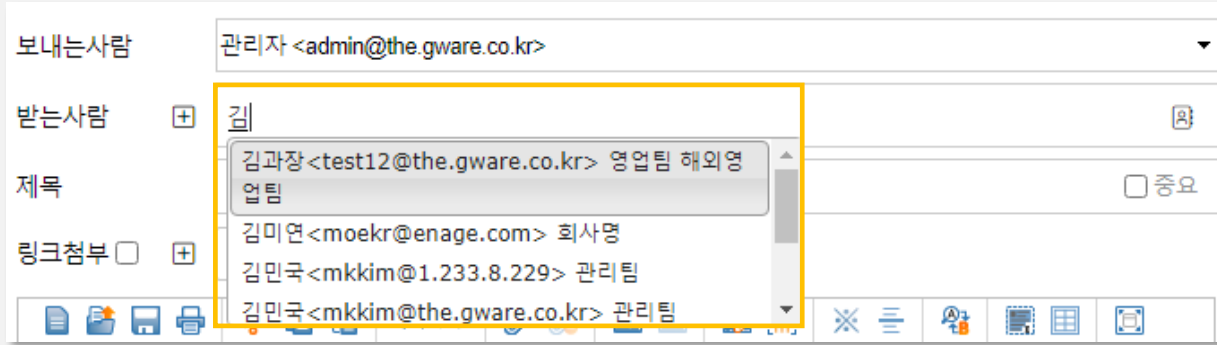 보내는사람 관리자 <admin@the.gware.co.kr>
받는사람 김
김과장<test12@the.gware.co.kr> 영업팀 해외영
업팀
제목 중요
김미연<moekr@enage.com> 회사명
링크첨부
김민국<mkkim@1.233.8.229> 관리팀
김민국<mkkim@the.gware.co.kr> 관리팀